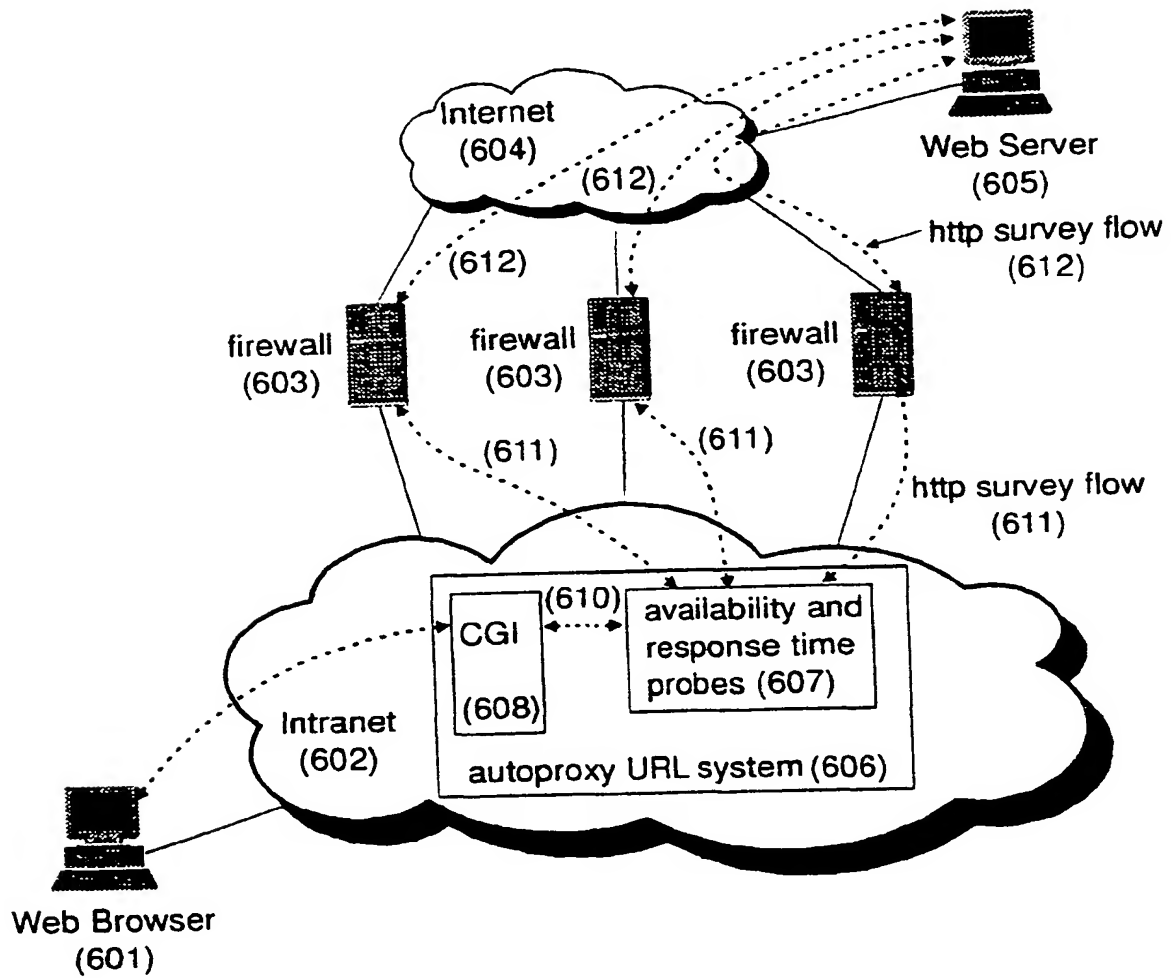 Internet
(604)
(612)
Web Server
(605)
http survey flow
(612)
(612)
firewall
(603)
firewall
(603)
firewall
(603)
(611)
(611)
http survey flow
(611)
(610)
CGI
(608)
availability and
response time
probes (607)
Intranet
(602)
autoproxy URL system (606)
Web Browser
(601)